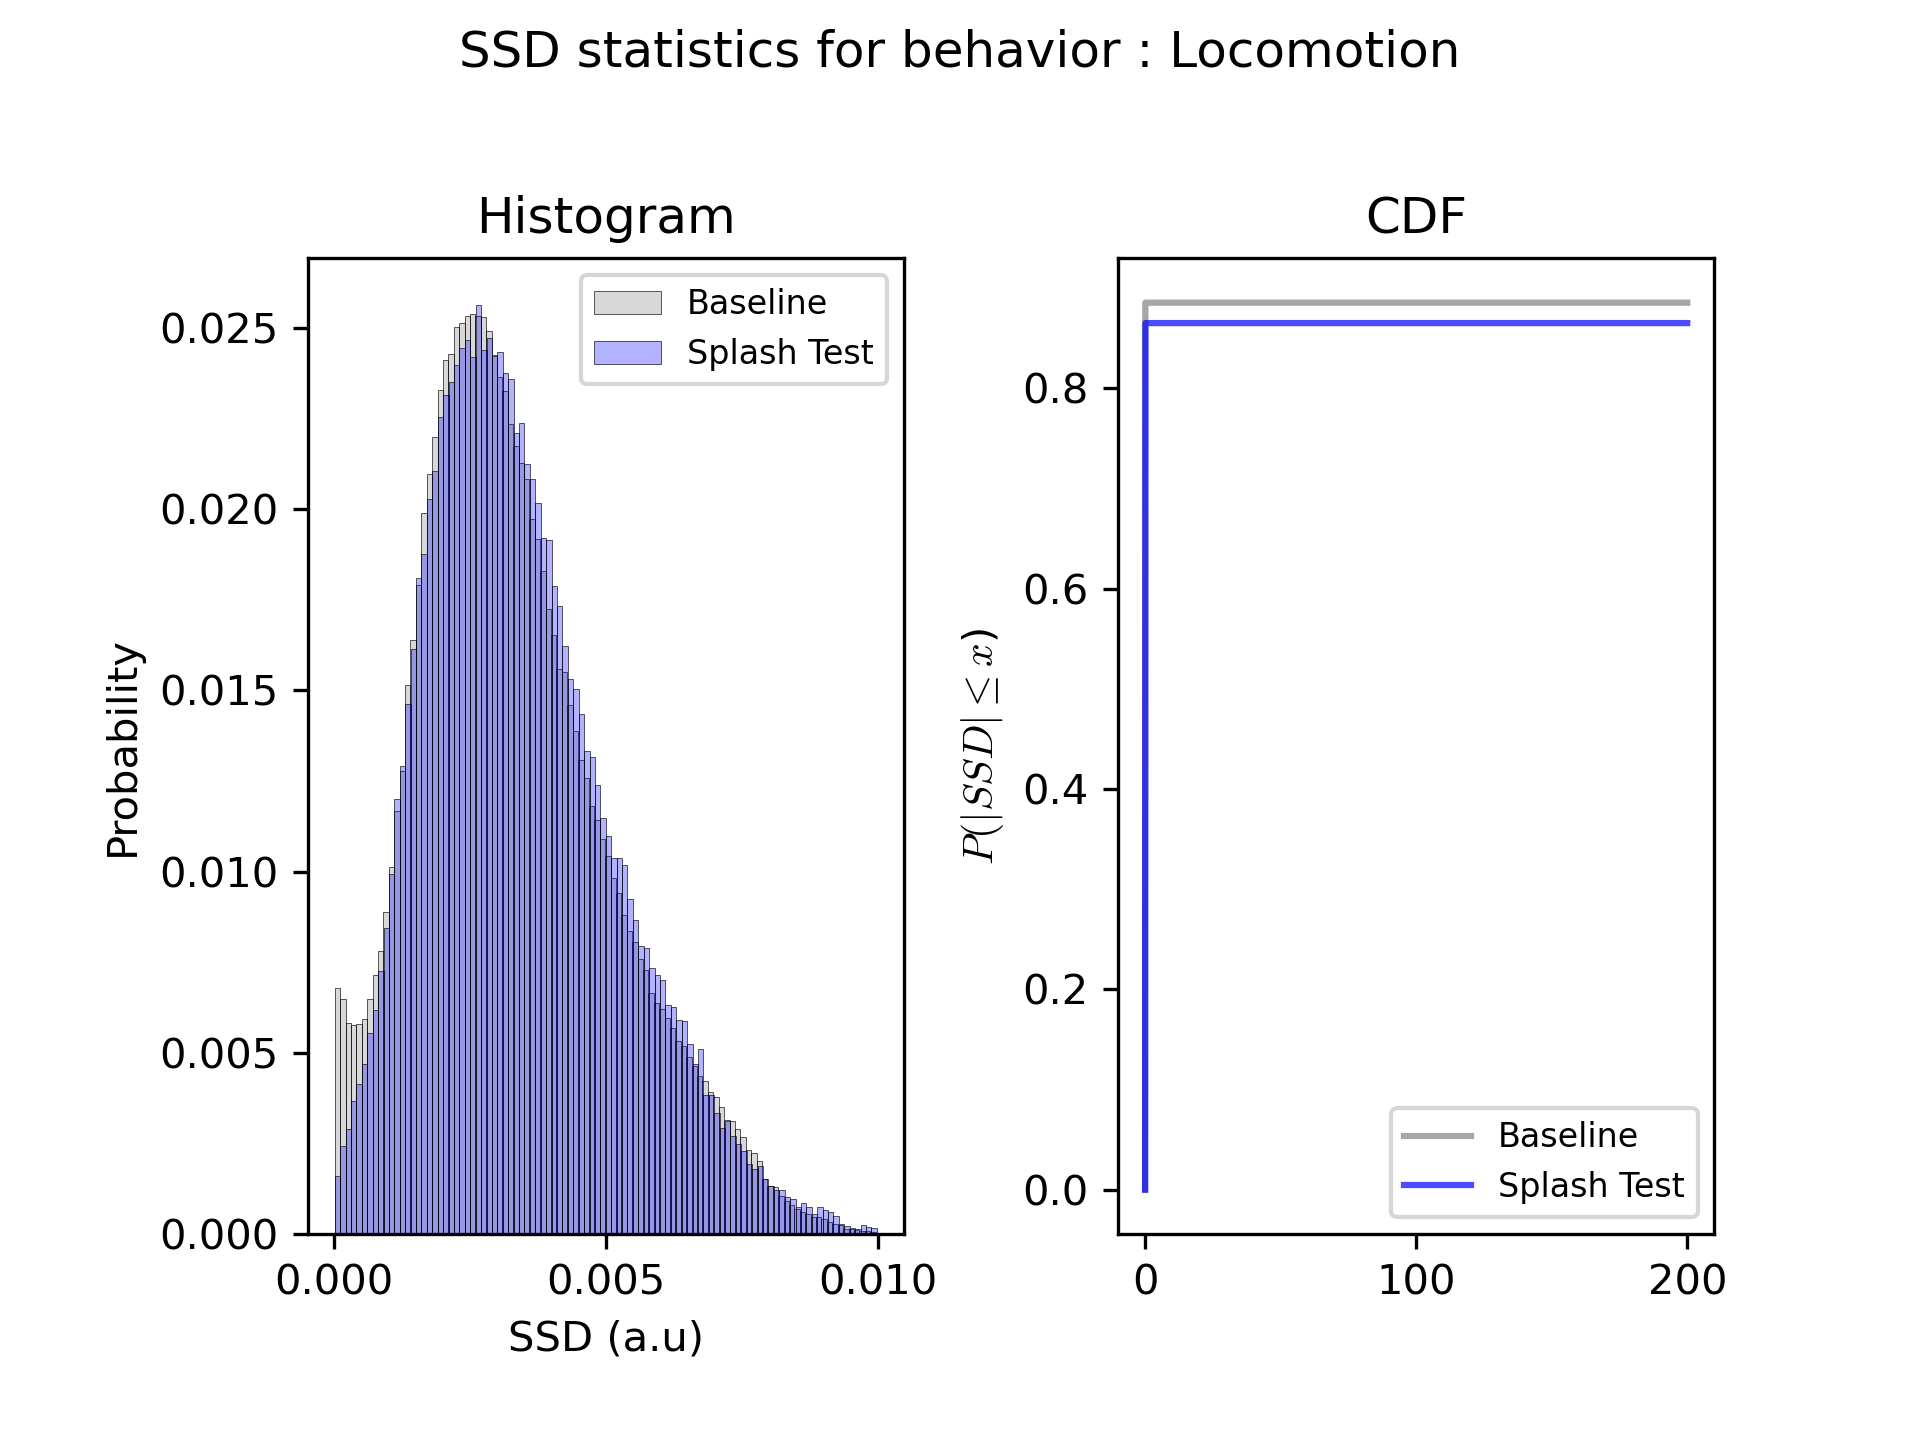 SSD statistics for behavior : Locomotion
Histogram
Baseline
Splash Test
0.025
0.020
0.015
0.010
0.005
0.000
Probability
0.000 0.005 0.010
SSD (a.u)
CDF
0.8
0.6
0.4
0.2
0.0
P(|SSD| ≤ x)
Baseline
Splash Test
0 100 200